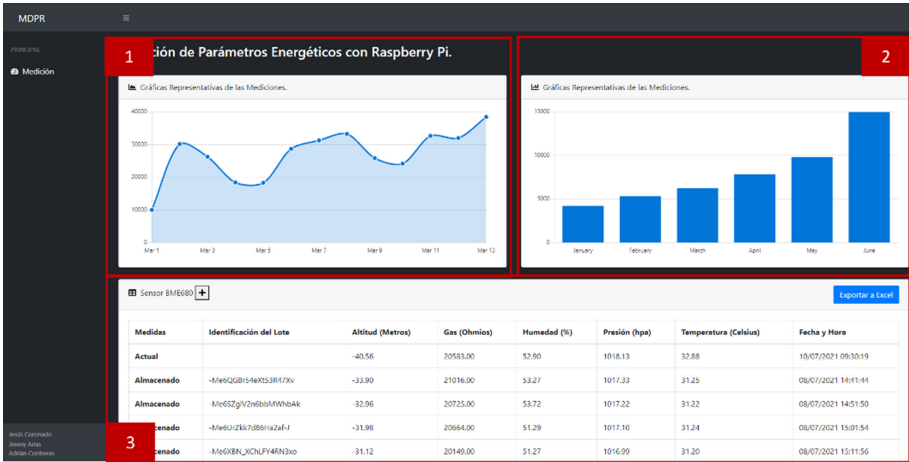 MDPR
PRINCIPAL
Medición
1
ción de Parámetros Energéticos con Raspberry Pi.
2
Gráficas Representativas de las Mediciones.
40000
30000
20000
10000
0
Mar 1 Mar 3 Mar 5 Mar 7 Mar 9 Mar 11 Mar 13
Gráficas Representativas de las Mediciones.
15000
10000
5000
0
January February March April May June
Sensor BME680 +
Exportar a Excel
Medidas Identificación del Lote Altitud (Metros) Gas (Ohmios) Humedad (%) Presión (hpa) Temperatura (Celsius) Fecha y Hora
Actual -40.56 20583.00 52.90 1018.13 32.88 10/07/2021 09:30:19
Almacenado -33.90 21016.00 53.27 1017.33 31.25 08/07/2021 14:41:44
Almacenado -32.96 20725.00 53.72 1017.22 31.22 08/07/2021 14:51:50
cenado -31.98 20664.00 51.29 1017.10 31.24 08/07/2021 15:01:54
cenado -31.12 20149.00 51.27 1016.99 31.20 08/07/2021 15:11:56
3
Jesús Coronado
Jimmy Arias
Adrián Contreras